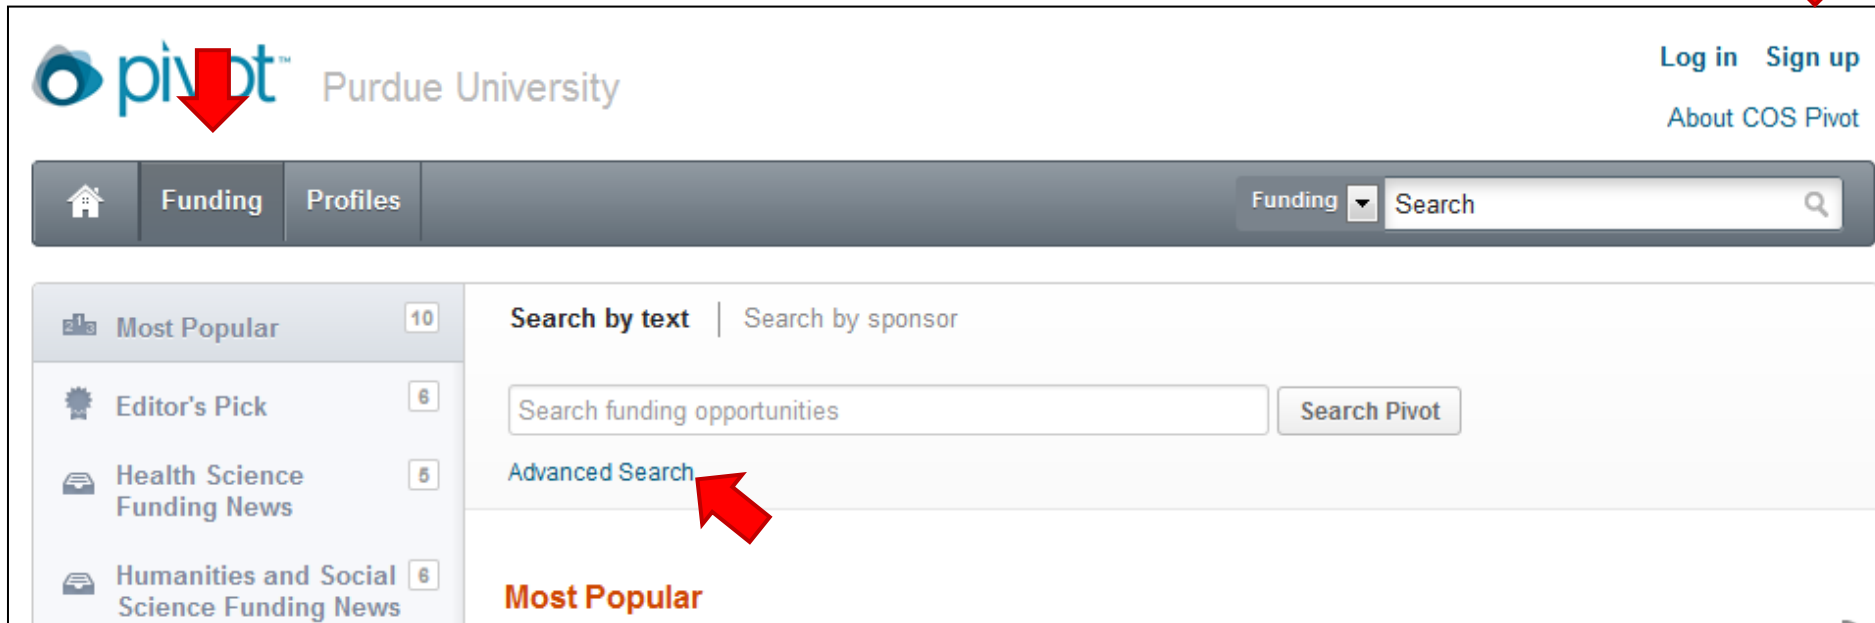 pivot™ Purdue University
Log in Sign up
About COS Pivot
Funding Profiles
Funding Search
Most Popular 10
Editor's Pick 6
Health Science 5
Funding News
Humanities and Social 6
Science Funding News
Search by text | Search by sponsor
Search funding opportunities
Search Pivot
Advanced Search
Most Popular